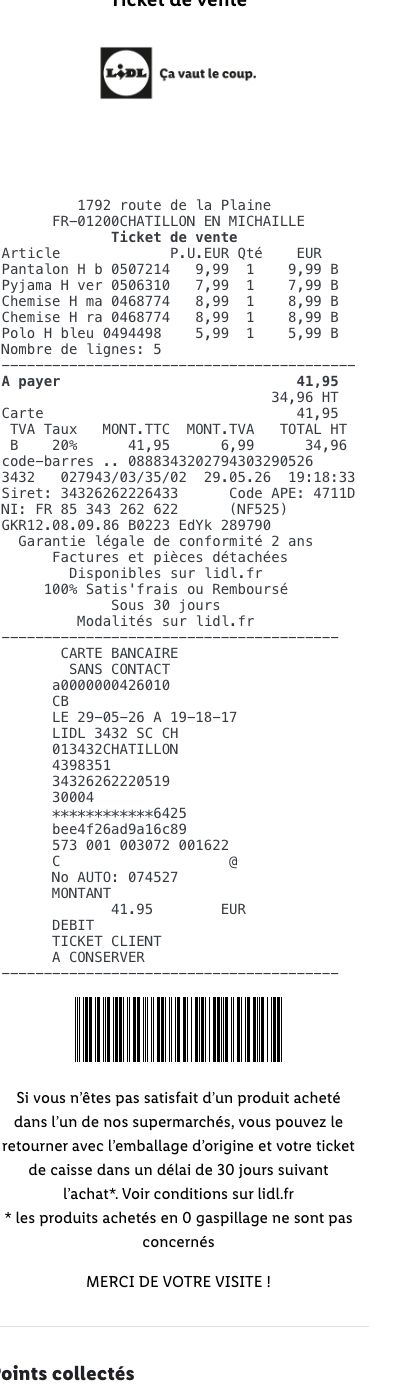 Ticket de vente
LIDL Ça vaut le coup.
1792 route de la Plaine
FR-01200CHATILLON EN MICHAILLE
Ticket de vente
Article P.U.EUR Qté EUR
Pantalon H b 0507214 9,99 1 9,99 B
Pyjama H ver 0506310 7,99 1 7,99 B
Chemise H ma 0468774 8,99 1 8,99 B
Chemise H ra 0468774 8,99 1 8,99 B
Polo H bleu 0494498 5,99 1 5,99 B
Nombre de lignes: 5
A payer 41,95
34,96 HT
Carte 41,95
TVA Taux MONT.TTC MONT.TVA TOTAL HT
B 20% 41,95 6,99 34,96
code-barres .. 0888343202794303290526
3432 027943/03/35/02 29.05.26 19:18:33
Siret: 34326262226433 Code APE: 4711D
NI: FR 85 343 262 622 (NF525)
GKR12.08.09.86 B0223 EdYk 289790
Garantie légale de conformité 2 ans
Factures et pièces détachées
Disponibles sur lidl.fr
100% Satis'frais ou Remboursé
Sous 30 jours
Modalités sur lidl.fr
CARTE BANCAIRE
SANS CONTACT
a0000000426010
CB
LE 29-05-26 A 19-18-17
LIDL 3432 SC CH
013432CHATILLON
4398351
34326262220519
30004
************6425
bee4f26ad9a16c89
573 001 003072 001622
C @
No AUTO: 074527
MONTANT
41.95 EUR
DEBIT
TICKET CLIENT
A CONSERVER
Si vous n'êtes pas satisfait d'un produit acheté
dans l'un de nos supermarchés, vous pouvez le
retourner avec l'emballage d'origine et votre ticket
de caisse dans un délai de 30 jours suivant
l'achat*. Voir conditions sur lidl.fr
* les produits achetés en 0 gaspillage ne sont pas
concernés
MERCI DE VOTRE VISITE !
Points collectés